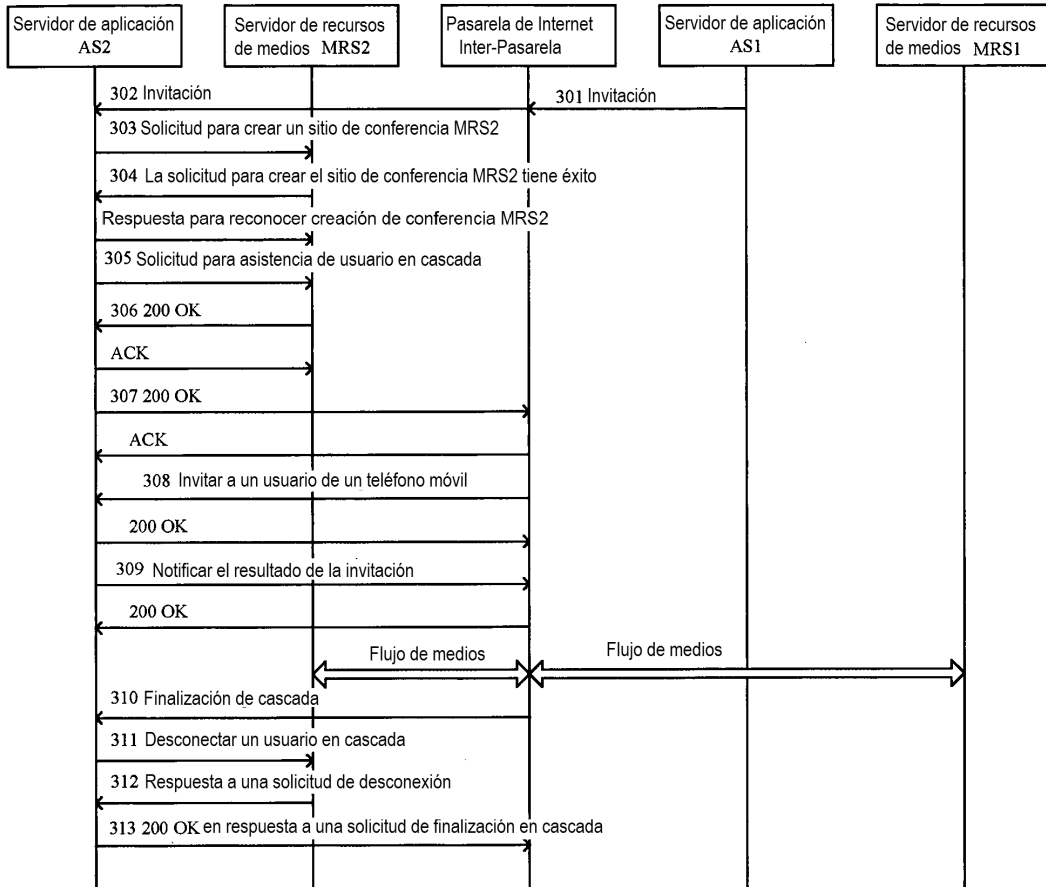 Servidor de aplicación
AS2
Servidor de recursos
de medios MRS2
Pasarela de Internet
Inter-Pasarela
Servidor de aplicación
AS1
Servidor de recursos
de medios MRS1
302 Invitación
301 Invitación
303 Solicitud para crear un sitio de conferencia MRS2
304 La solicitud para crear el sitio de conferencia MRS2 tiene éxito
Respuesta para reconocer creación de conferencia MRS2
305 Solicitud para asistencia de usuario en cascada
306 200 OK
ACK
307 200 OK
ACK
308 Invitar a un usuario de un teléfono móvil
200 OK
309 Notificar el resultado de la invitación
200 OK
Flujo de medios
Flujo de medios
310 Finalización de cascada
311 Desconectar un usuario en cascada
312 Respuesta a una solicitud de desconexión
313 200 OK en respuesta a una solicitud de finalización en cascada